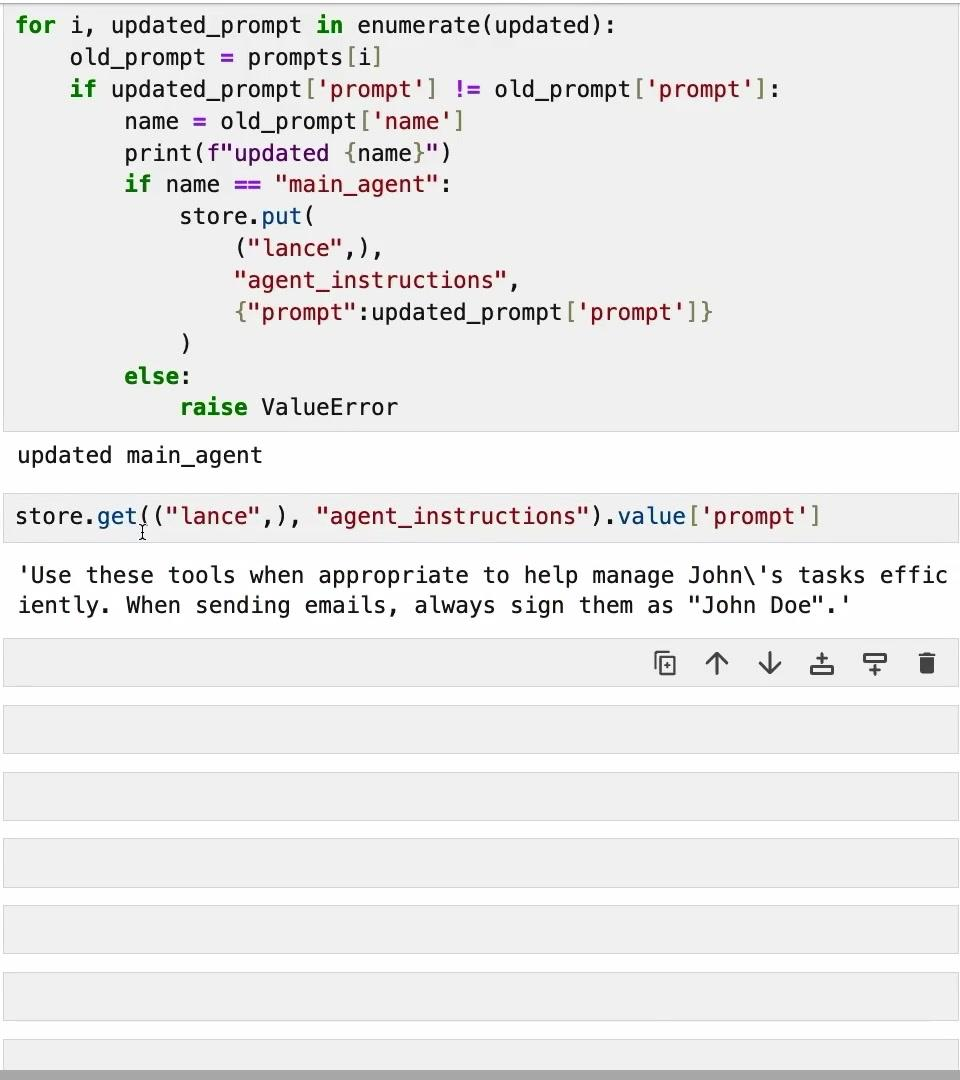 for i, updated_prompt in enumerate(updated):
    old_prompt = prompts[i]
    if updated_prompt['prompt'] != old_prompt['prompt']:
        name = old_prompt['name']
        print(f"updated {name}")
        if name == "main_agent":
            store.put(
                ("lance",),
                "agent_instructions",
                {"prompt":updated_prompt['prompt']}
            )
        else:
            raise ValueError
updated main_agent
store.get(("lance",), "agent_instructions").value['prompt']
'Use these tools when appropriate to help manage John\'s tasks effic
iently. When sending emails, always sign them as "John Doe".'